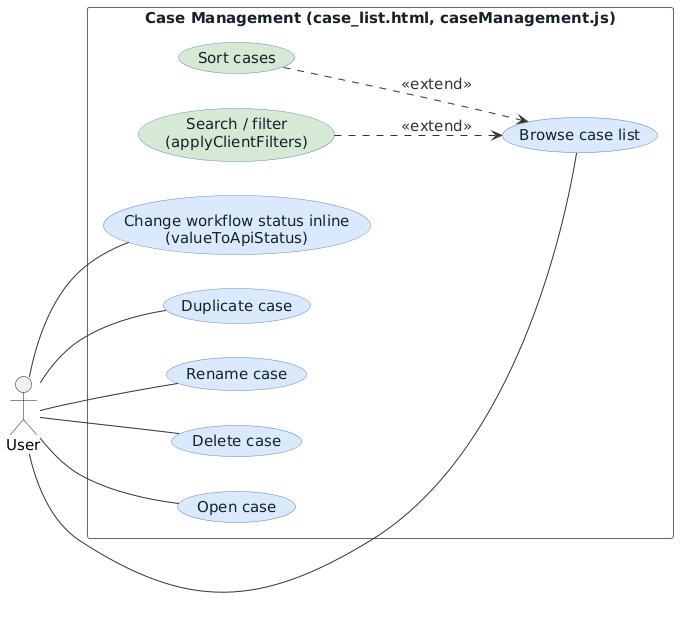 Case Management (case_list.html, caseManagement.js)
Sort cases
«extend»
Search / filter
(applyClientFilters)
«extend»
Browse case list
Change workflow status inline
(valueToApiStatus)
Duplicate case
Rename case
User
Delete case
Open case